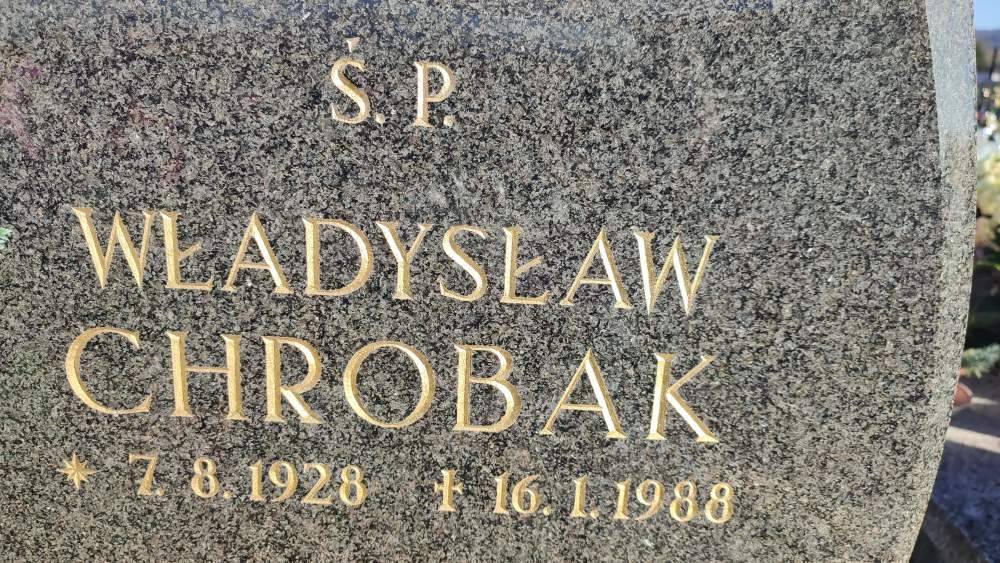 Ś. P.
WŁADYSŁAW
CHROBAK
* 7. 8. 1928 ✝ 16. 1. 1988